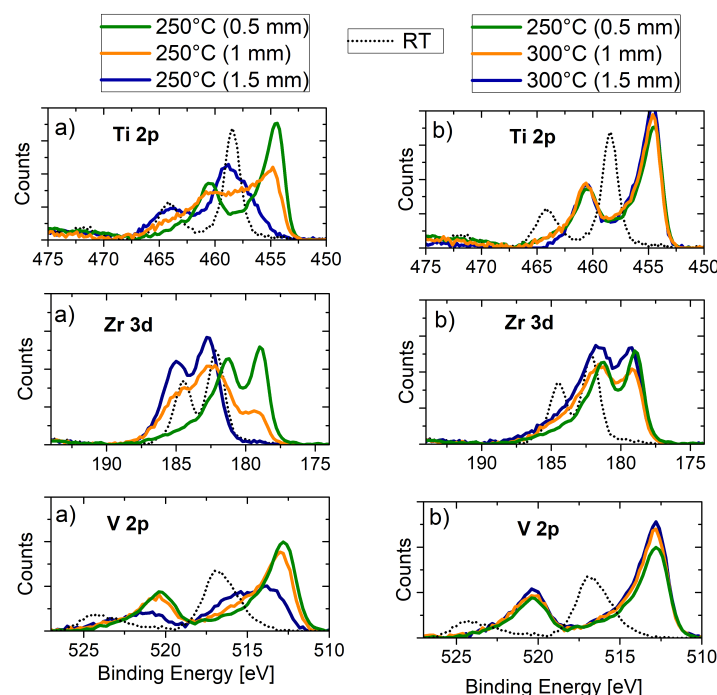 250°C (0.5 mm)
250°C (1 mm)
250°C (1.5 mm)
RT
250°C (0.5 mm)
300°C (1 mm)
300°C (1.5 mm)
a) Ti 2p
Counts
475 470 465 460 455 450
b) Ti 2p
Counts
475 470 465 460 455 450
a) Zr 3d
Counts
190 185 180 175
b) Zr 3d
Counts
190 185 180 175
a) V 2p
Counts
525 520 515 510
Binding Energy [eV]
b) V 2p
Counts
525 520 515 510
Binding Energy [eV]